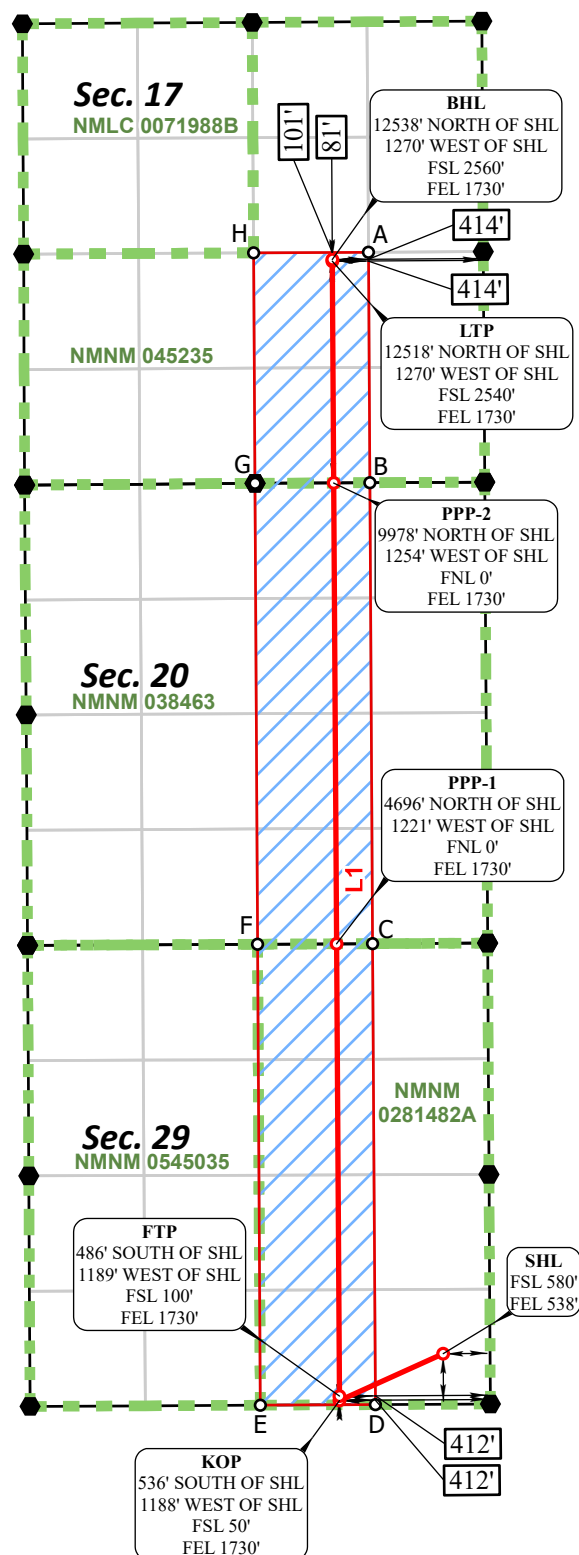 Sec. 17
NMLC 0071988B
101'
81'
BHL
12538' NORTH OF SHL
1270' WEST OF SHL
FSL 2560'
FEL 1730'
H
A
414'
414'
LTP
12518' NORTH OF SHL
1270' WEST OF SHL
FSL 2540'
FEL 1730'
NMNM 045235
G
B
PPP-2
9978' NORTH OF SHL
1254' WEST OF SHL
FNL 0'
FEL 1730'
Sec. 20
NMNM 038463
PPP-1
4696' NORTH OF SHL
1221' WEST OF SHL
FNL 0'
FEL 1730'
L1
F
C
NMNM
0281482A
Sec. 29
NMNM 0545035
FTP
486' SOUTH OF SHL
1189' WEST OF SHL
FSL 100'
FEL 1730'
SHL
FSL 580'
FEL 538'
E
D
412'
412'
KOP
536' SOUTH OF SHL
1188' WEST OF SHL
FSL 50'
FEL 1730'